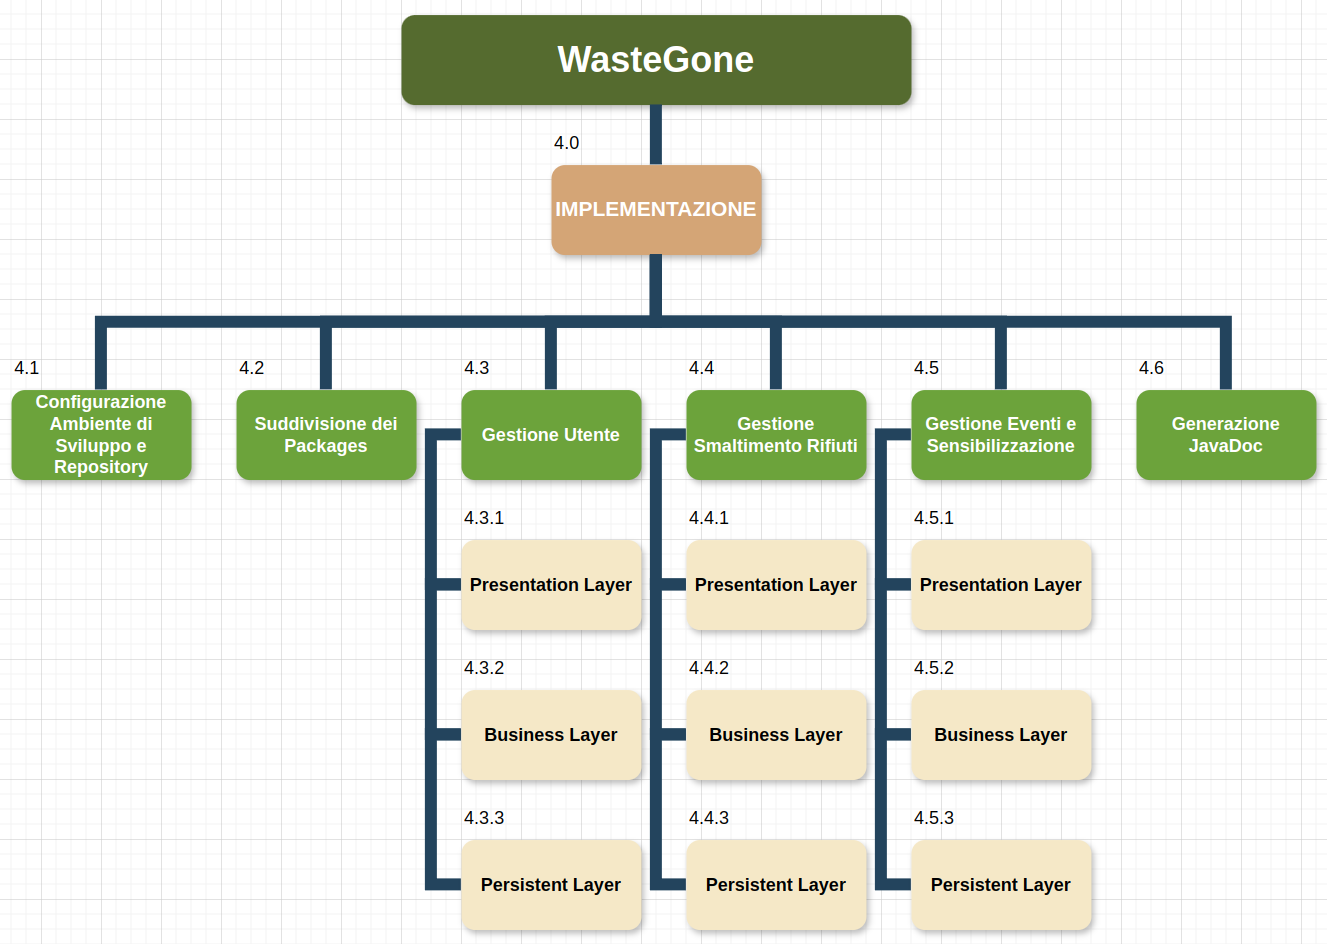 WasteGone
4.0
IMPLEMENTAZIONE
4.1
Configurazione
Ambiente di
Sviluppo e
Repository
4.2
Suddivisione dei
Packages
4.3
Gestione Utente
4.3.1
Presentation Layer
4.3.2
Business Layer
4.3.3
Persistent Layer
4.4
Gestione
Smaltimento Rifiuti
4.4.1
Presentation Layer
4.4.2
Business Layer
4.4.3
Persistent Layer
4.5
Gestione Eventi e
Sensibilizzazione
4.5.1
Presentation Layer
4.5.2
Business Layer
4.5.3
Persistent Layer
4.6
Generazione
JavaDoc